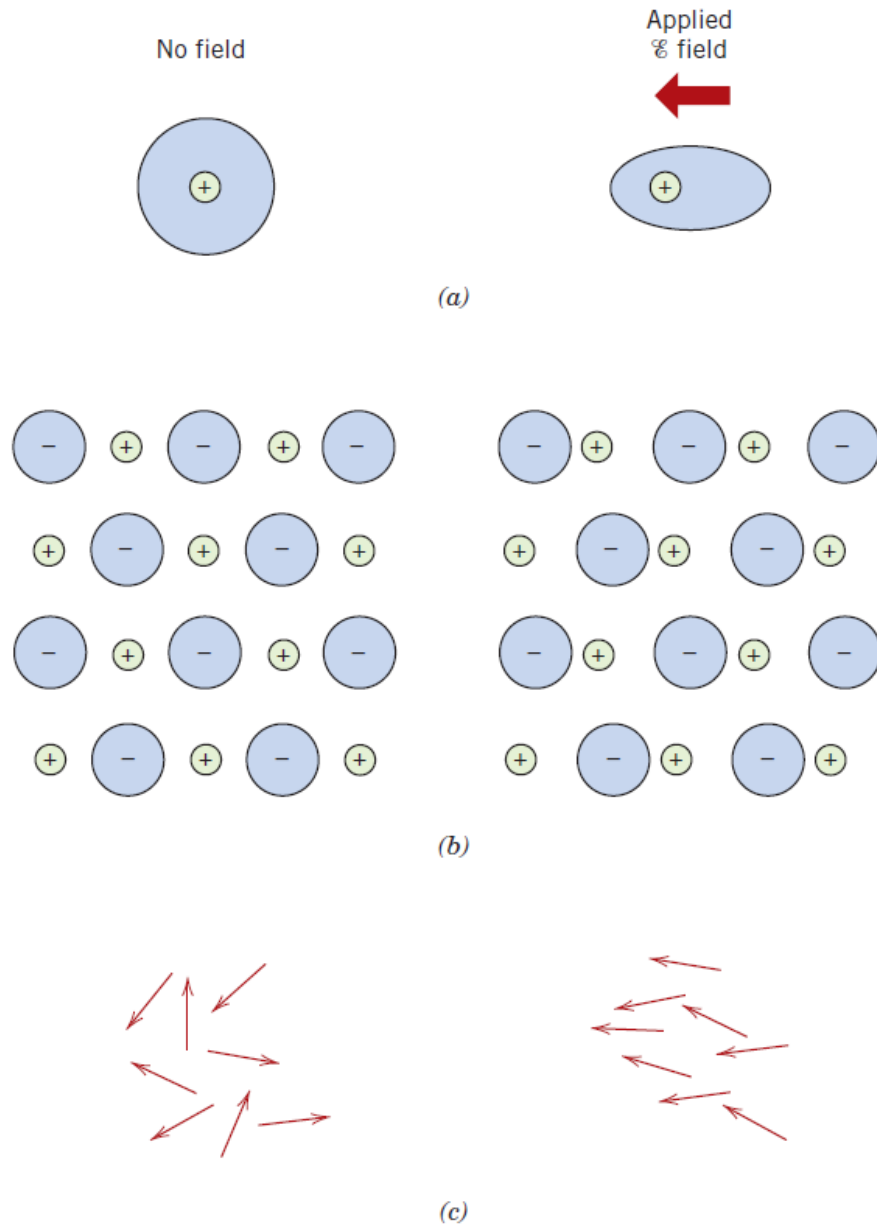 No field
Applied
ℰ field
+
+
(a)
− + − + −
− + − + −
+ − + − +
+ − + − +
− + − + −
− + − + −
+ − + − +
+ − + − +
(b)
(c)